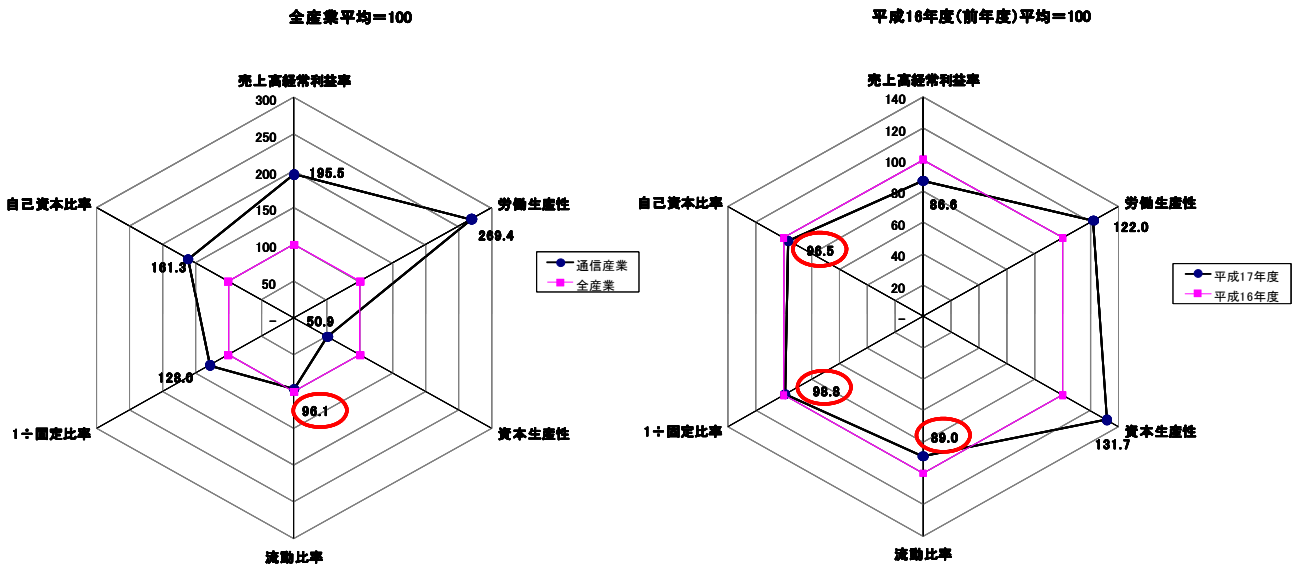 全産業平均＝100
売上高経常利益率
300
250
200
150
100
50
－
195.5
労働生産性
269.4
50.9
資本生産性
96.1
流動比率
128.0
1÷固定比率
161.3
自己資本比率
通信産業
全産業
平成16年度(前年度)平均＝100
売上高経常利益率
140
120
100
80
60
40
20
－
86.6
労働生産性
122.0
資本生産性
131.7
89.0
流動比率
98.8
1÷固定比率
96.5
自己資本比率
平成17年度
平成16年度